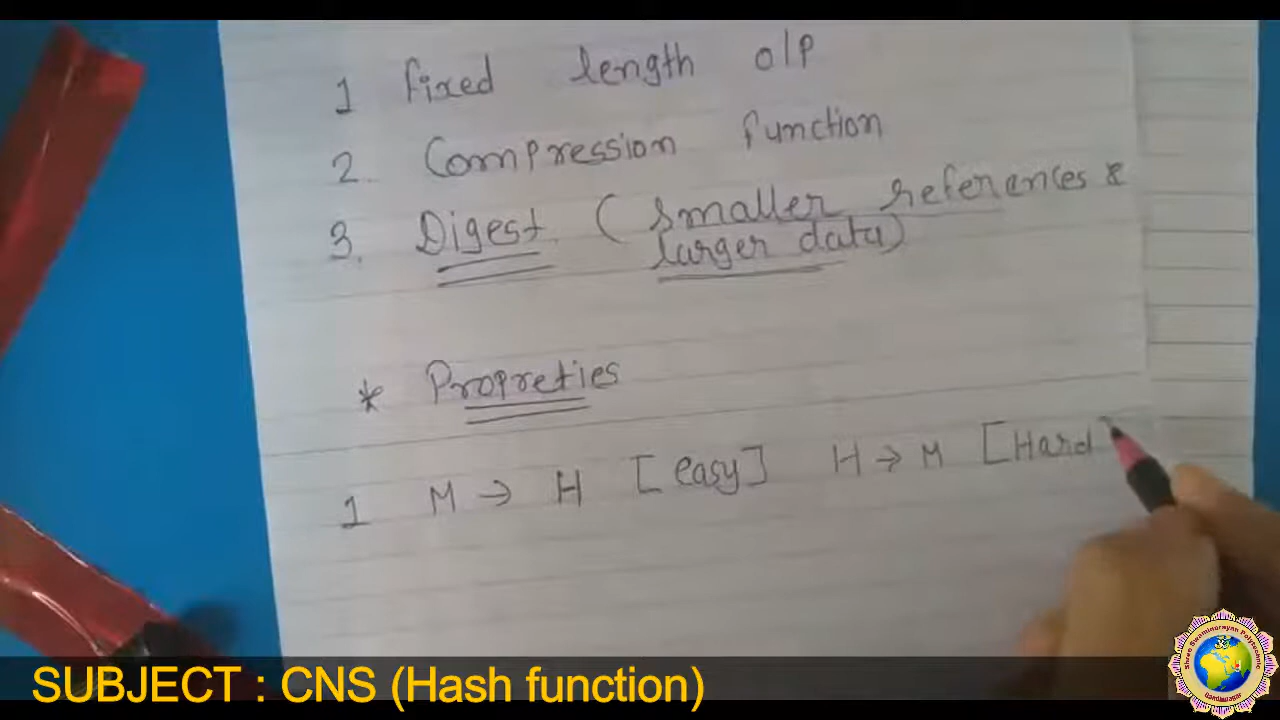 1 Fixed length o/p
2. Compression function
3. Digest. (Smaller references &
larger data)
* Propreties
1 M → H [easy] H → M [Hard]
SUBJECT : CNS (Hash function)